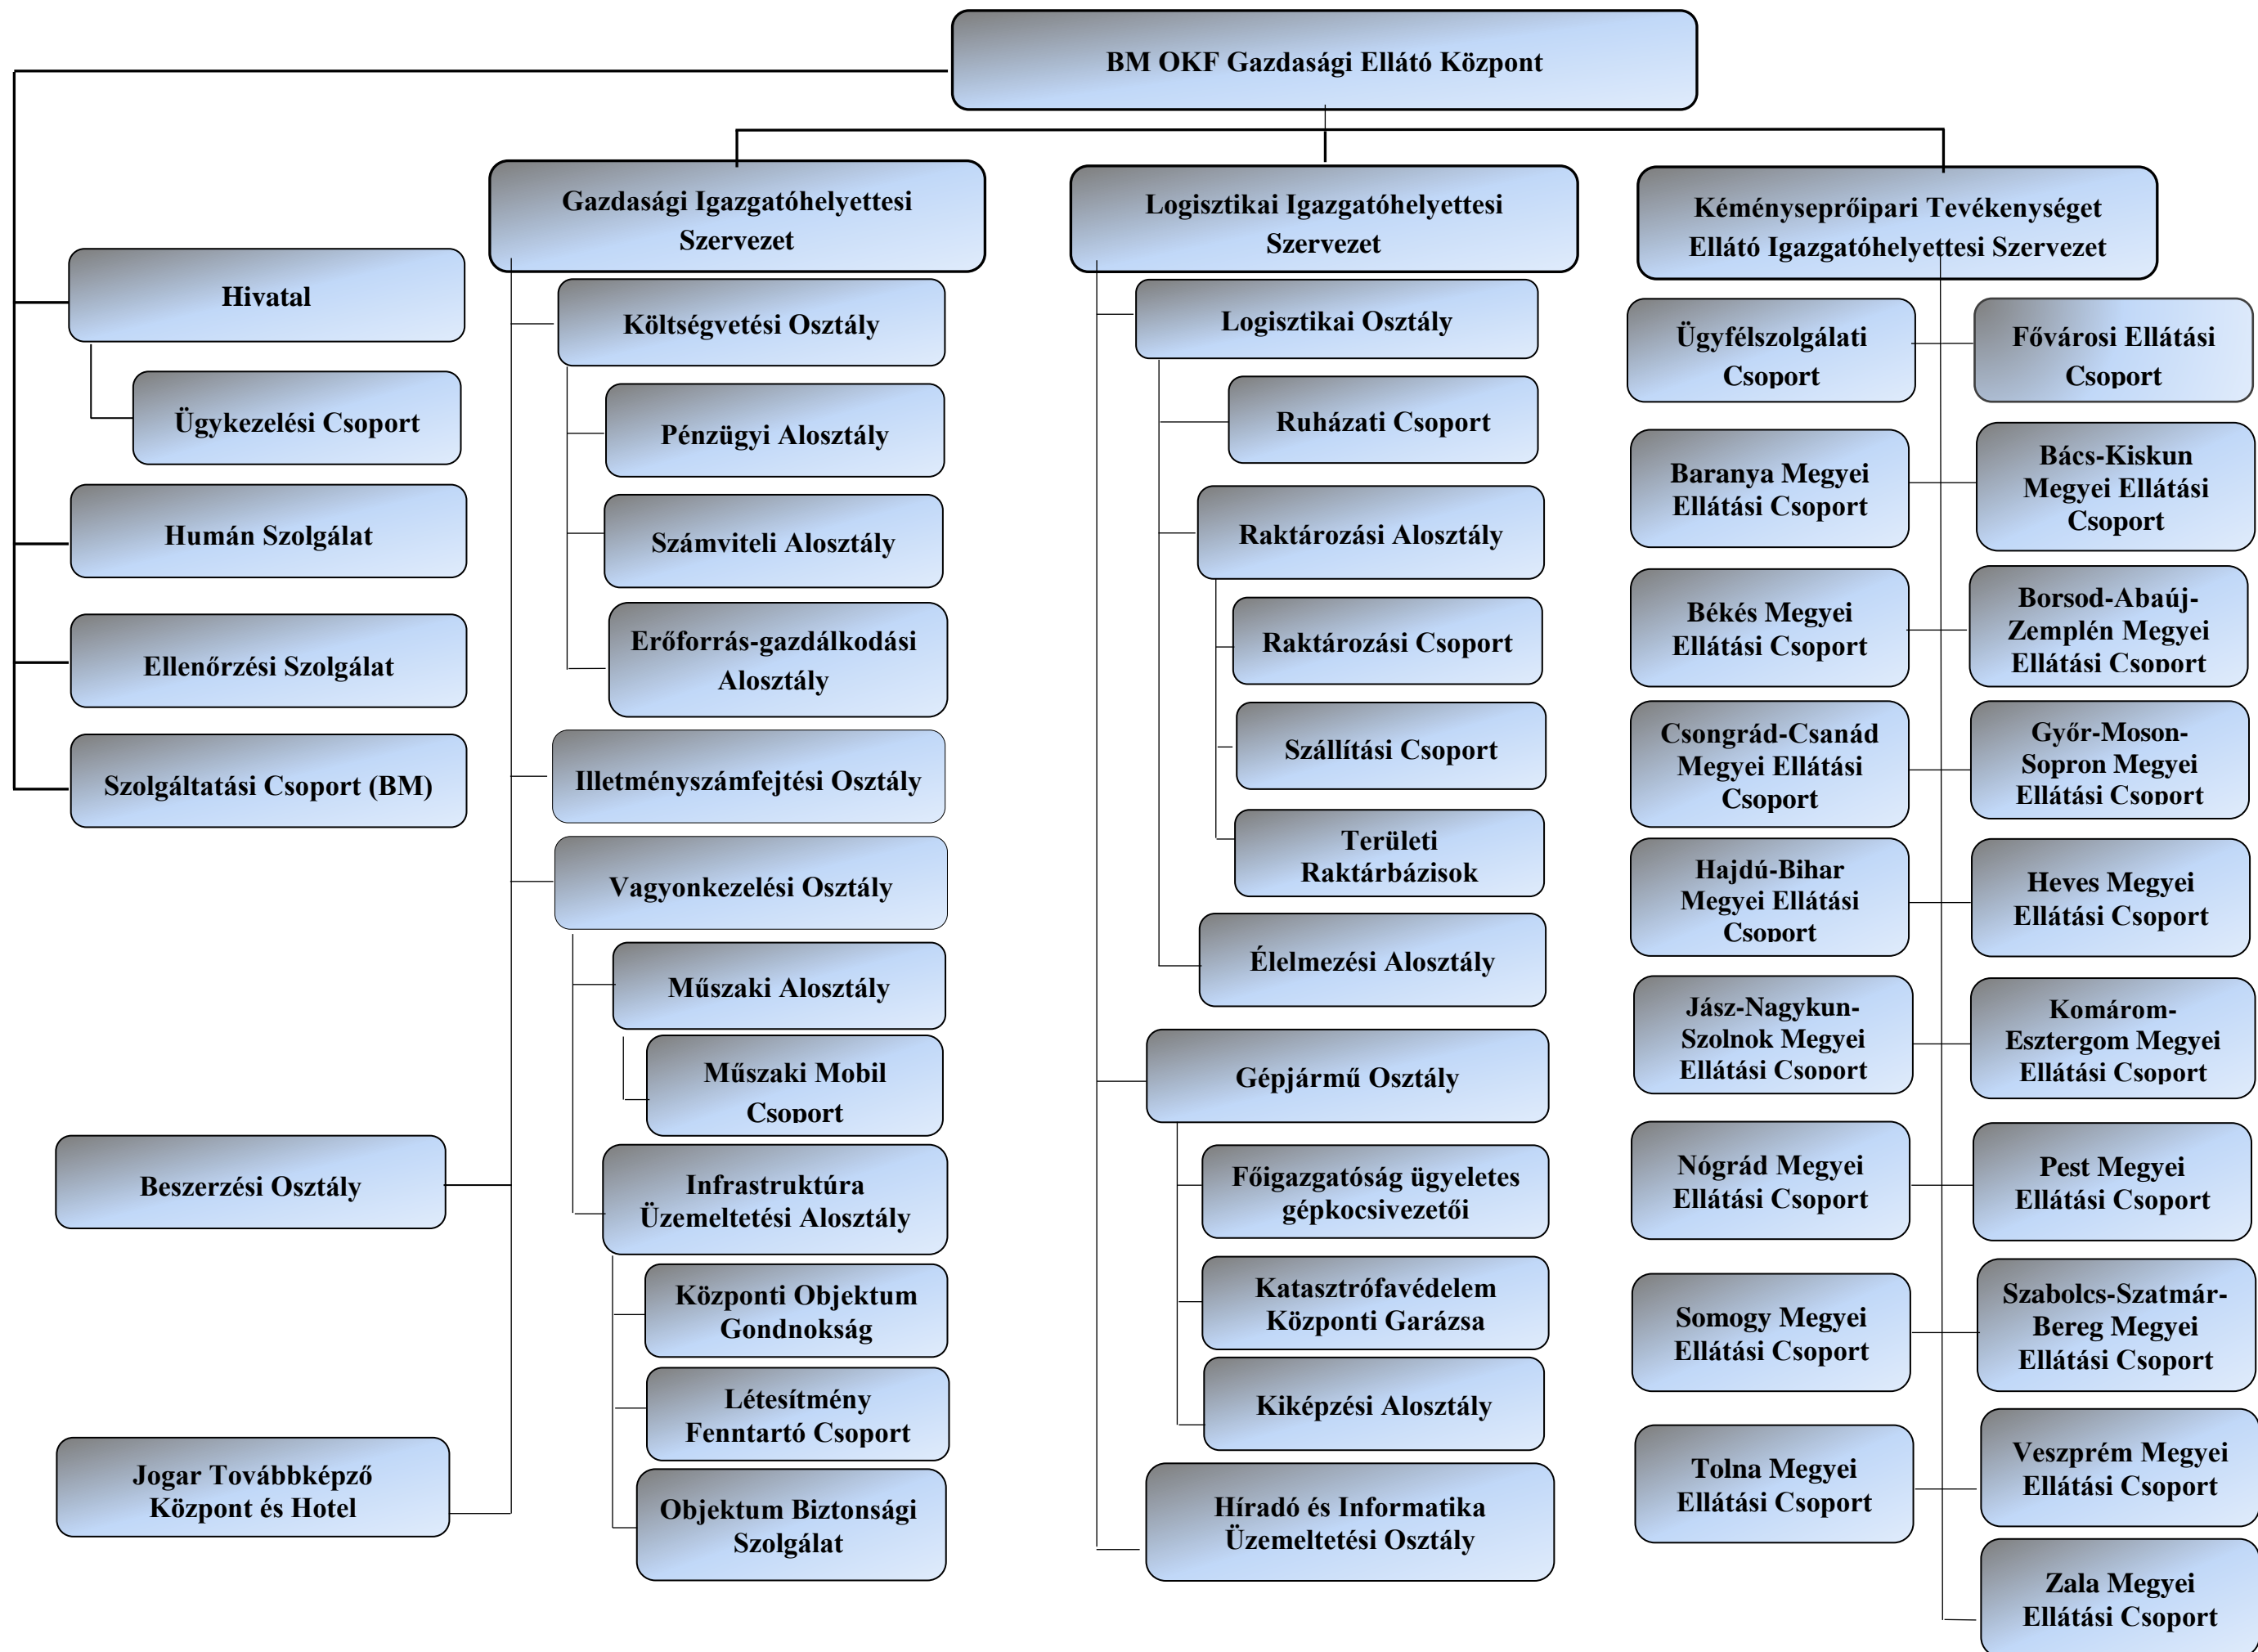 BM OKF Gazdasági Ellátó Központ
Hivatal
Ügykezelési Csoport
Humán Szolgálat
Ellenőrzési Szolgálat
Szolgáltatási Csoport (BM)
Gazdasági Igazgatóhelyettesi
Szervezet
Költségvetési Osztály
Pénzügyi Alosztály
Számviteli Alosztály
Erőforrás-gazdálkodási
Alosztály
Illetményszámfejtési Osztály
Vagyonkezelési Osztály
Műszaki Alosztály
Műszaki Mobil
Csoport
Infrastruktúra
Üzemeltetési Alosztály
Központi Objektum
Gondnokság
Létesítmény
Fenntartó Csoport
Objektum Biztonsági
Szolgálat
Beszerzési Osztály
Jogar Továbbképző
Központ és Hotel
Logisztikai Igazgatóhelyettesi
Szervezet
Logisztikai Osztály
Ruházati Csoport
Raktározási Alosztály
Raktározási Csoport
Szállítási Csoport
Területi
Raktárbázisok
Élelmezési Alosztály
Gépjármű Osztály
Főigazgatóság ügyeletes
gépkocsivezetői
Katasztrófavédelem
Központi Garázsa
Kiképzési Alosztály
Híradó és Informatika
Üzemeltetési Osztály
Kéményseprőipari Tevékenységet
Ellátó Igazgatóhelyettesi Szervezet
Ügyfélszolgálati
Csoport
Fővárosi Ellátási
Csoport
Baranya Megyei
Ellátási Csoport
Bács-Kiskun
Megyei Ellátási
Csoport
Békés Megyei
Ellátási Csoport
Borsod-Abaúj-
Zemplén Megyei
Ellátási Csoport
Csongrád-Csanád
Megyei Ellátási
Csoport
Győr-Moson-
Sopron Megyei
Ellátási Csoport
Hajdú-Bihar
Megyei Ellátási
Csoport
Heves Megyei
Ellátási Csoport
Jász-Nagykun-
Szolnok Megyei
Ellátási Csoport
Komárom-
Esztergom Megyei
Ellátási Csoport
Nógrád Megyei
Ellátási Csoport
Pest Megyei
Ellátási Csoport
Somogy Megyei
Ellátási Csoport
Szabolcs-Szatmár-
Bereg Megyei
Ellátási Csoport
Tolna Megyei
Ellátási Csoport
Veszprém Megyei
Ellátási Csoport
Zala Megyei
Ellátási Csoport